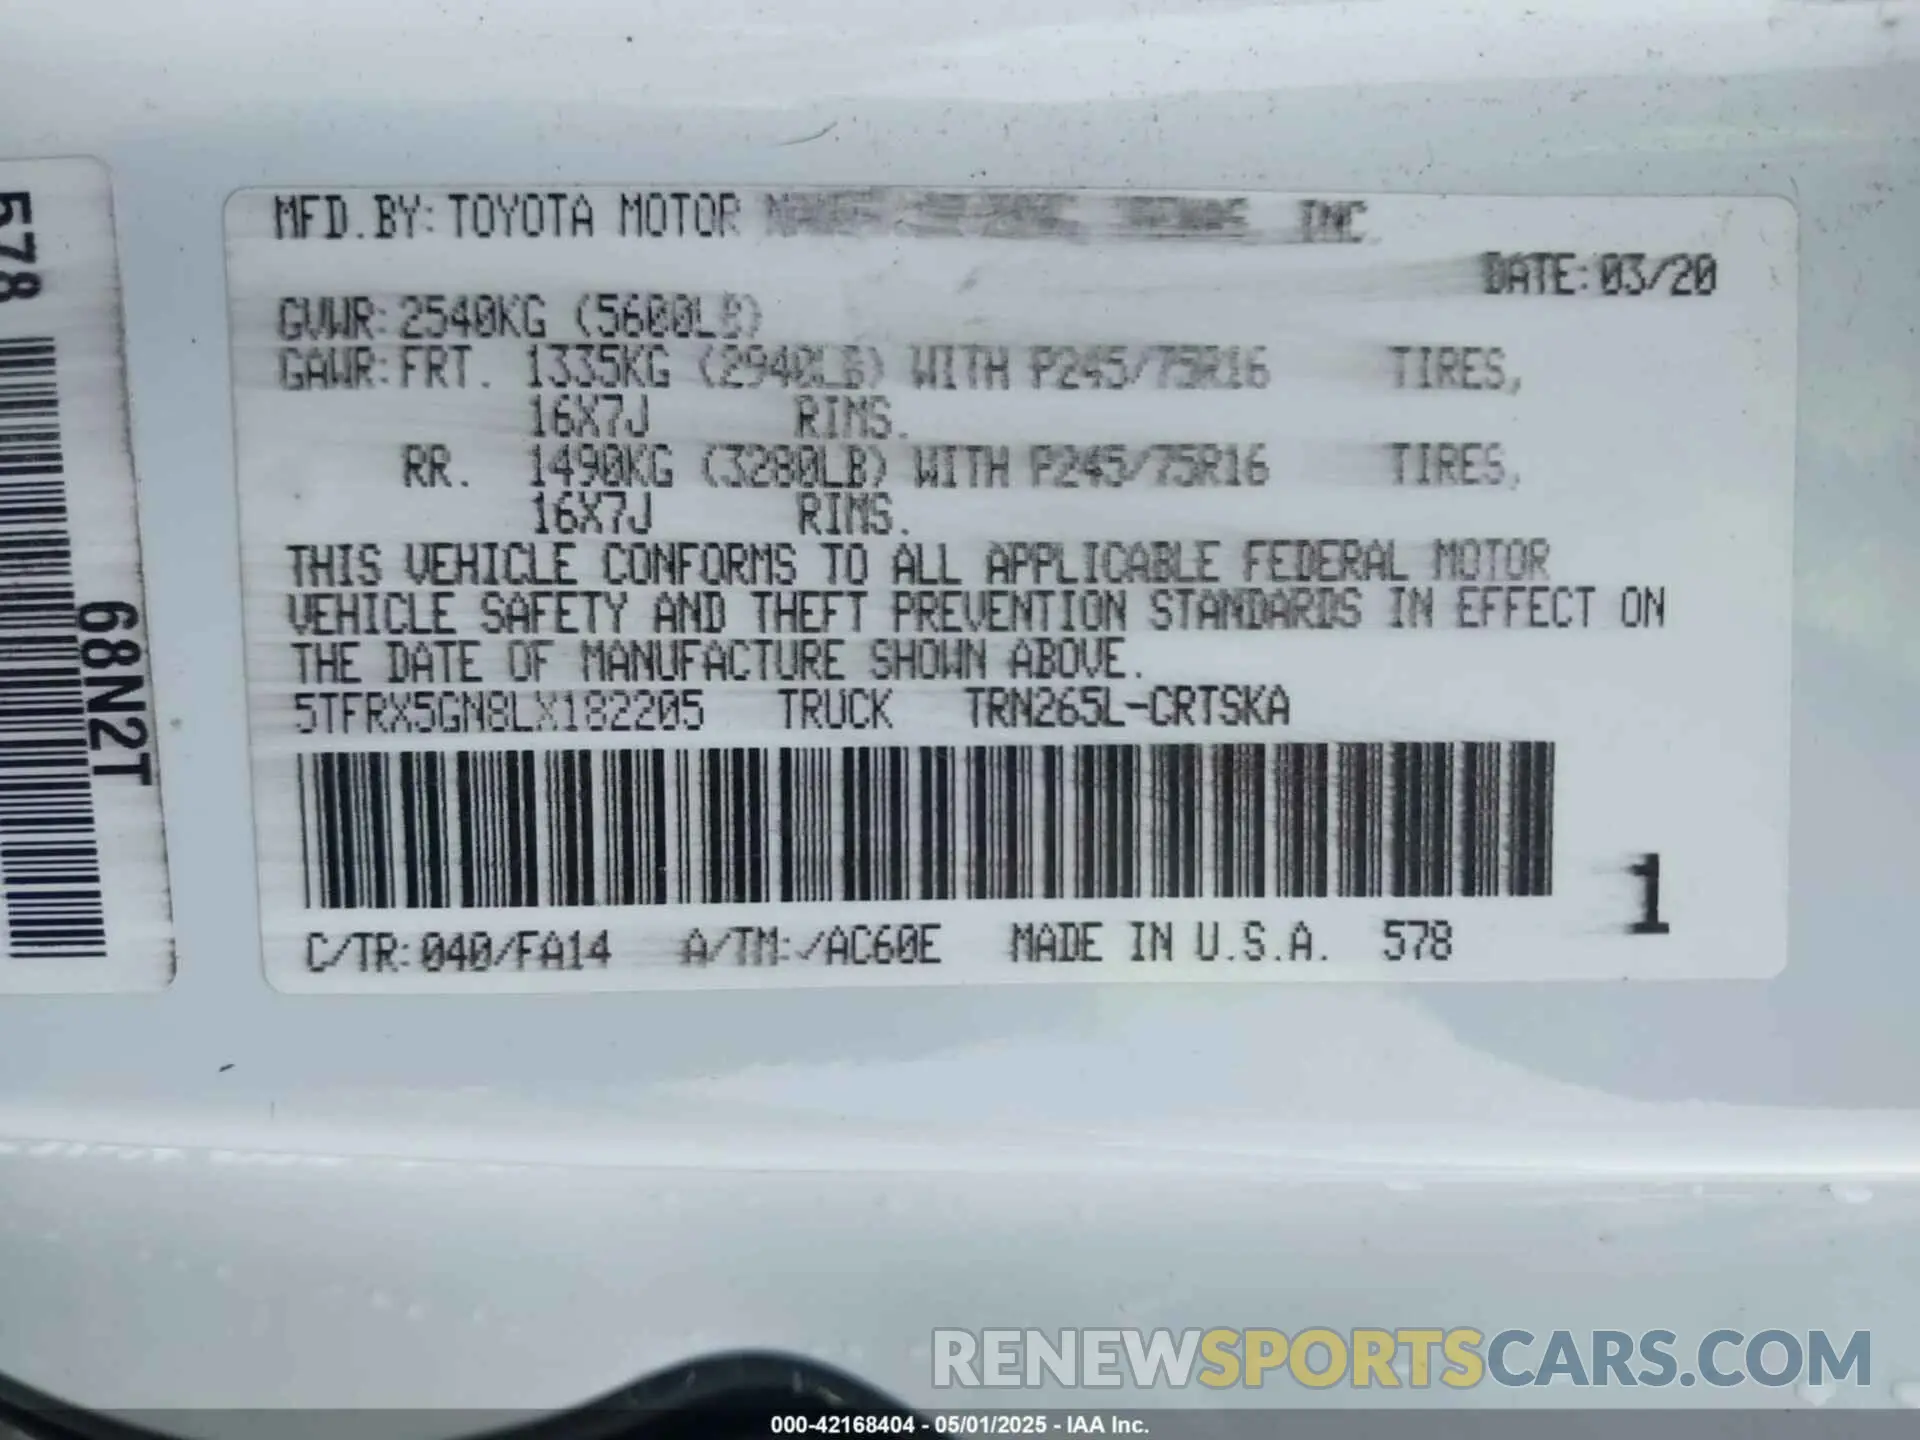 578
68N2T
MFD.BY: TOYOTA MOTOR INC.
DATE: 03/20
GVWR: 2540KG (5600LB)
GAWR: FRT. 1335KG (2940LB) WITH P245/75R16 TIRES,
16X7J RIMS.
RR. 1490KG (3280LB) WITH P245/75R16 TIRES,
16X7J RIMS.
THIS VEHICLE CONFORMS TO ALL APPLICABLE FEDERAL MOTOR
VEHICLE SAFETY AND THEFT PREVENTION STANDARDS IN EFFECT ON
THE DATE OF MANUFACTURE SHOWN ABOVE.
5TFRX5GN8LX182205 TRUCK TRN265L-CRTSKA
1
C/TR: 040/FA14 A/TM: /AC60E MADE IN U.S.A. 578
RENEWSPORTSCARS.COM
000-42168404 - 05/01/2025 - IAA Inc.